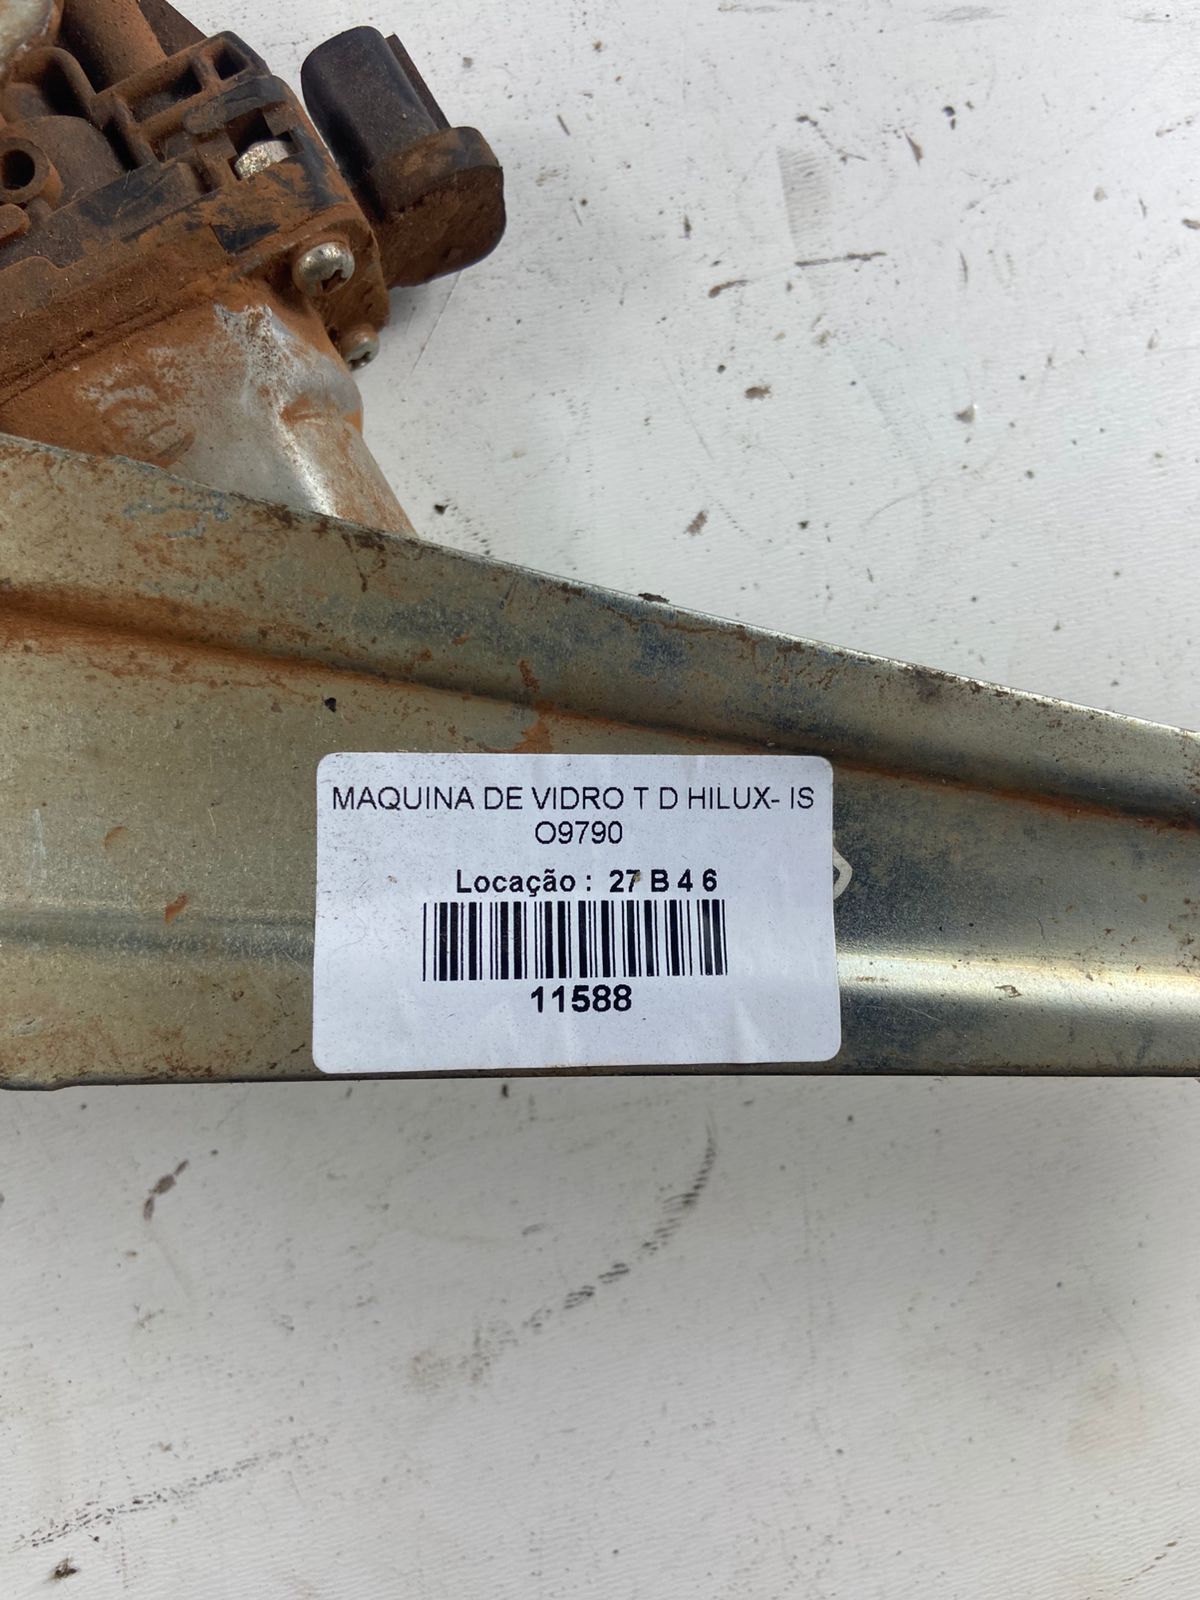 MAQUINA DE VIDRO T D HILUX- IS
O9790
Locação : 27 B 4 6
11588